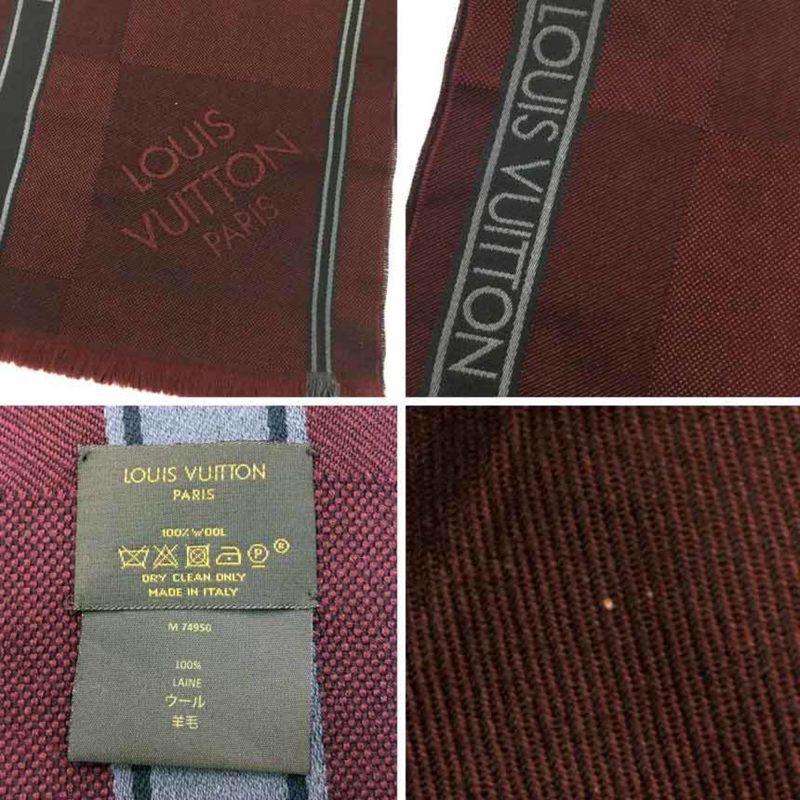 LOUIS
VUITTON
PARIS
LOUIS VUITTON
LOUIS VUITTON
PARIS
100% WOOL
P
DRY CLEAN ONLY
MADE IN ITALY
M 74950
100%
LAINE
ウール
羊毛